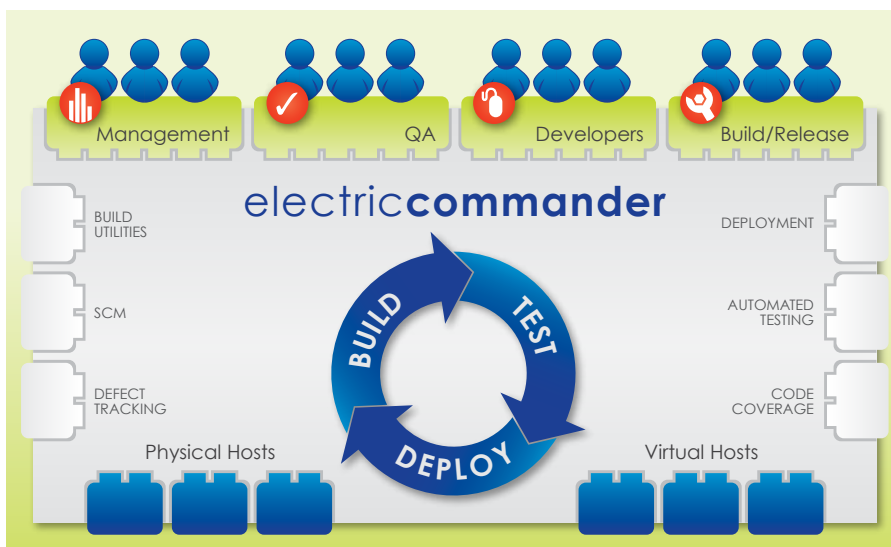 Management
QA
Developers
Build/Release
electriccommander
BUILD
UTILITIES
DEPLOYMENT
SCM
AUTOMATED
TESTING
DEFECT
TRACKING
CODE
COVERAGE
BUILD
TEST
DEPLOY
Physical Hosts
Virtual Hosts